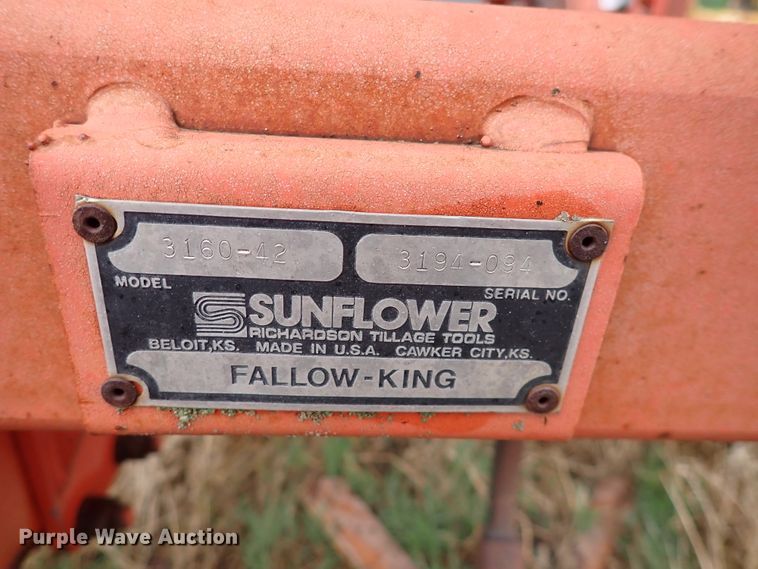 3160-42 3194-094
MODEL SERIAL NO.
SUNFLOWER
RICHARDSON TILLAGE TOOLS
BELOIT,KS. MADE IN U.S.A. CAWKER CITY,KS.
FALLOW-KING
Purple Wave Auction